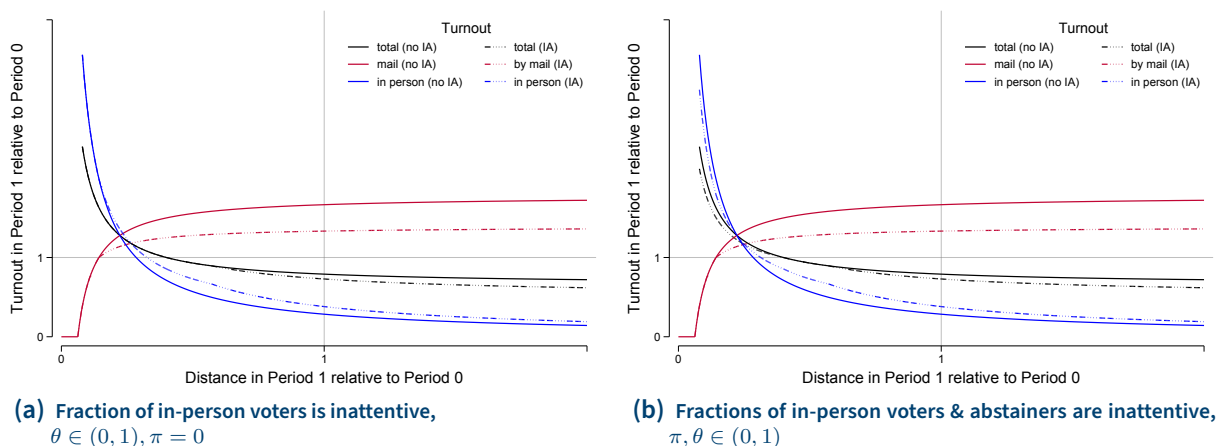 Turnout in Period 1 relative to Period 0
1
0
Turnout
total (no IA)
mail (no IA)
in person (no IA)
total (IA)
by mail (IA)
in person (IA)
0
1
Distance in Period 1 relative to Period 0
(a) Fraction of in-person voters is inattentive,
θ ∈ (0, 1), π = 0
Turnout in Period 1 relative to Period 0
1
0
Turnout
total (no IA)
mail (no IA)
in person (no IA)
total (IA)
by mail (IA)
in person (IA)
0
1
Distance in Period 1 relative to Period 0
(b) Fractions of in-person voters & abstainers are inattentive,
π, θ ∈ (0, 1)